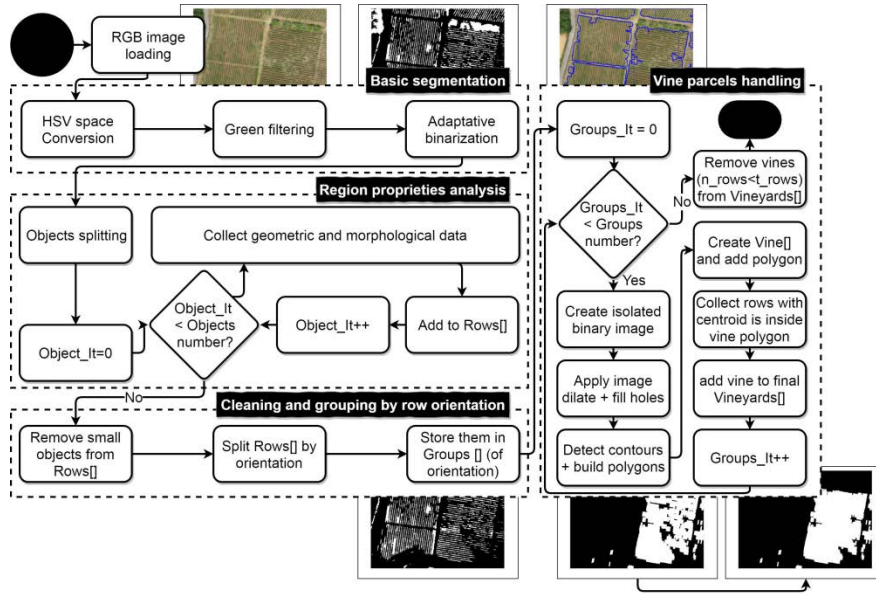 RGB image
loading
Basic segmentation
HSV space
Conversion
Green filtering
Adaptative
binarization
Region proprieties analysis
Objects splitting
Collect geometric and morphological data
Object_It=0
Object_It
< Objects
number?
Object_It++
Add to Rows[]
No
Cleaning and grouping by row orientation
Remove small
objects from
Rows[]
Split Rows[] by
orientation
Store them in
Groups [] (of
orientation)
Vine parcels handling
Groups_It = 0
Groups_It
< Groups
number?
No
Remove vines
(n_rows<t_rows)
from Vineyards[]
Yes
Create isolated
binary image
Apply image
dilate + fill holes
Detect contours
+ build polygons
Create Vine[]
and add polygon
Collect rows with
centroid is inside
vine polygon
add vine to final
Vineyards[]
Groups_It++